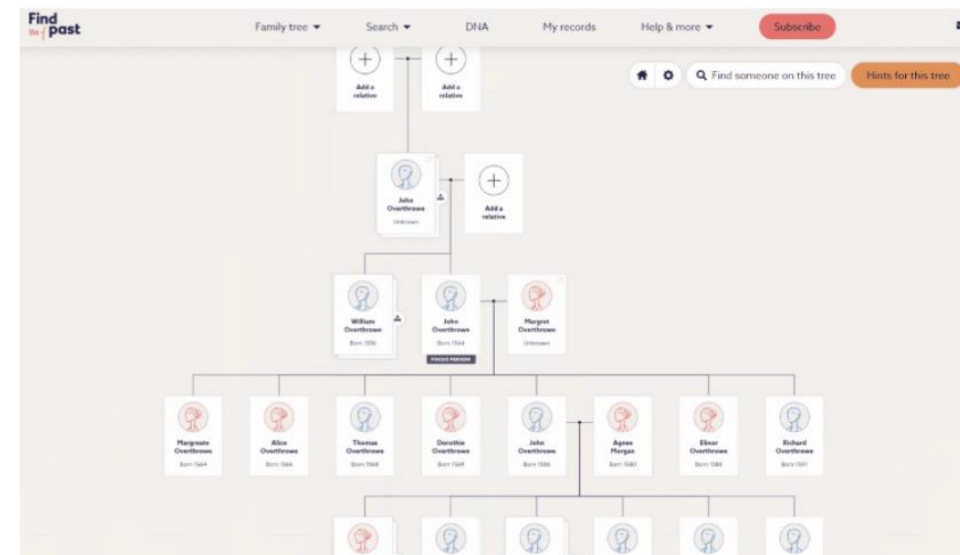 Find
my past
Family tree
Search
DNA
My records
Help & more
Subscribe
Find someone on this tree
Hints for this tree
Add a
relative
Add a
relative
John
Overthrowe
Unknown
Add a
relative
William
Overthrowe
Born 1536
John
Overthrowe
Born 1544
FOCUS PERSON
Margret
Overthrowe
Unknown
Margreate
Overthrowe
Born 1564
Alice
Overthrowe
Born 1566
Thomas
Overthrowe
Born 1568
Dorothie
Overthrowe
Born 1569
John
Overthrowe
Born
Agnes
Morgan
Born 1580
Elinor
Overthrowe
Born 1588
Richard
Overthrowe
Born 1591